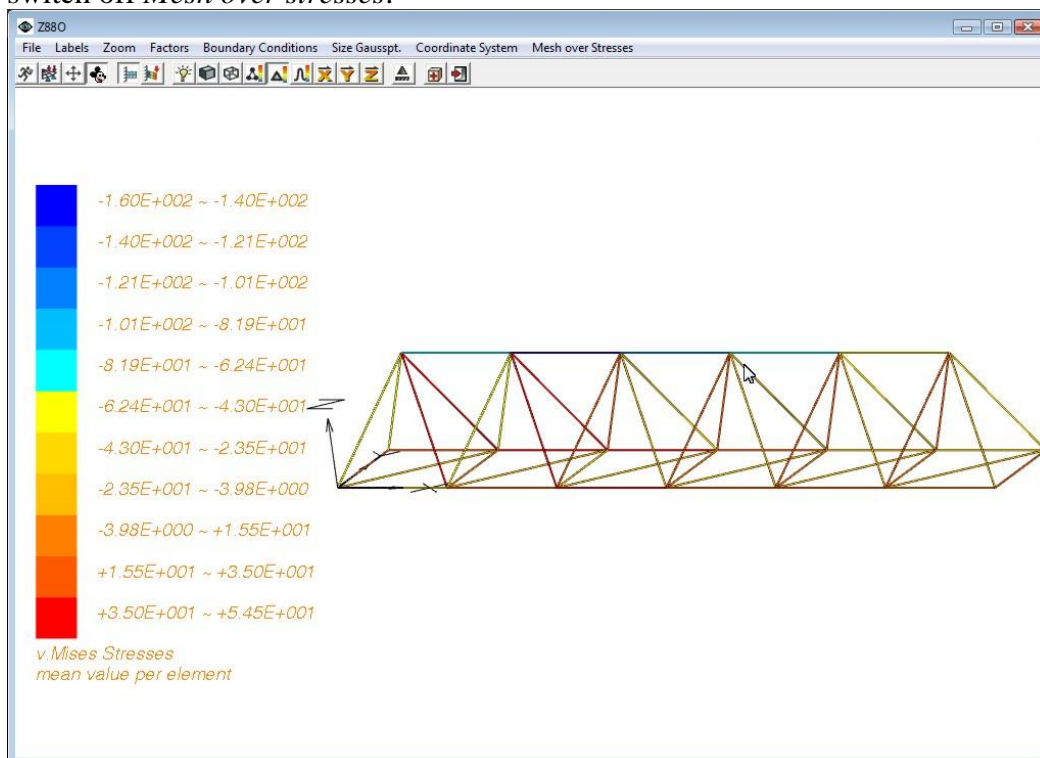 switch off Mesh over stresses:
Z88O
File Labels Zoom Factors Boundary Conditions Size Gausspt. Coordinate System Mesh over Stresses
-1.60E+002 ~ -1.40E+002
-1.40E+002 ~ -1.21E+002
-1.21E+002 ~ -1.01E+002
-1.01E+002 ~ -8.19E+001
-8.19E+001 ~ -6.24E+001
-6.24E+001 ~ -4.30E+001
-4.30E+001 ~ -2.35E+001
-2.35E+001 ~ -3.98E+000
-3.98E+000 ~ +1.55E+001
+1.55E+001 ~ +3.50E+001
+3.50E+001 ~ +5.45E+001
v.Mises Stresses
mean value per element
Z
Y
X